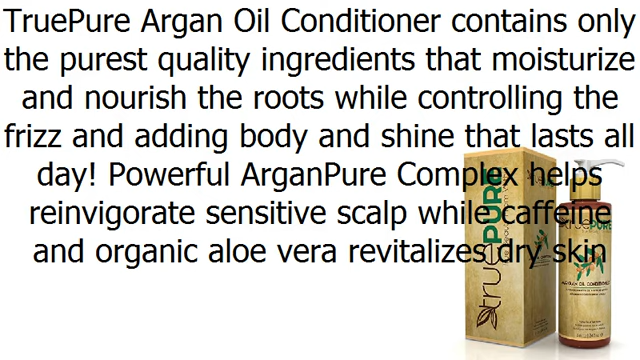 TruePure Argan Oil Conditioner contains only
the purest quality ingredients that moisturize
and nourish the roots while controlling the
frizz and adding body and shine that lasts all
day! Powerful ArganPure Complex helps
reinvigorate sensitive scalp while caffeine
and organic aloe vera revitalizes dry skin
truePURE
truePURE